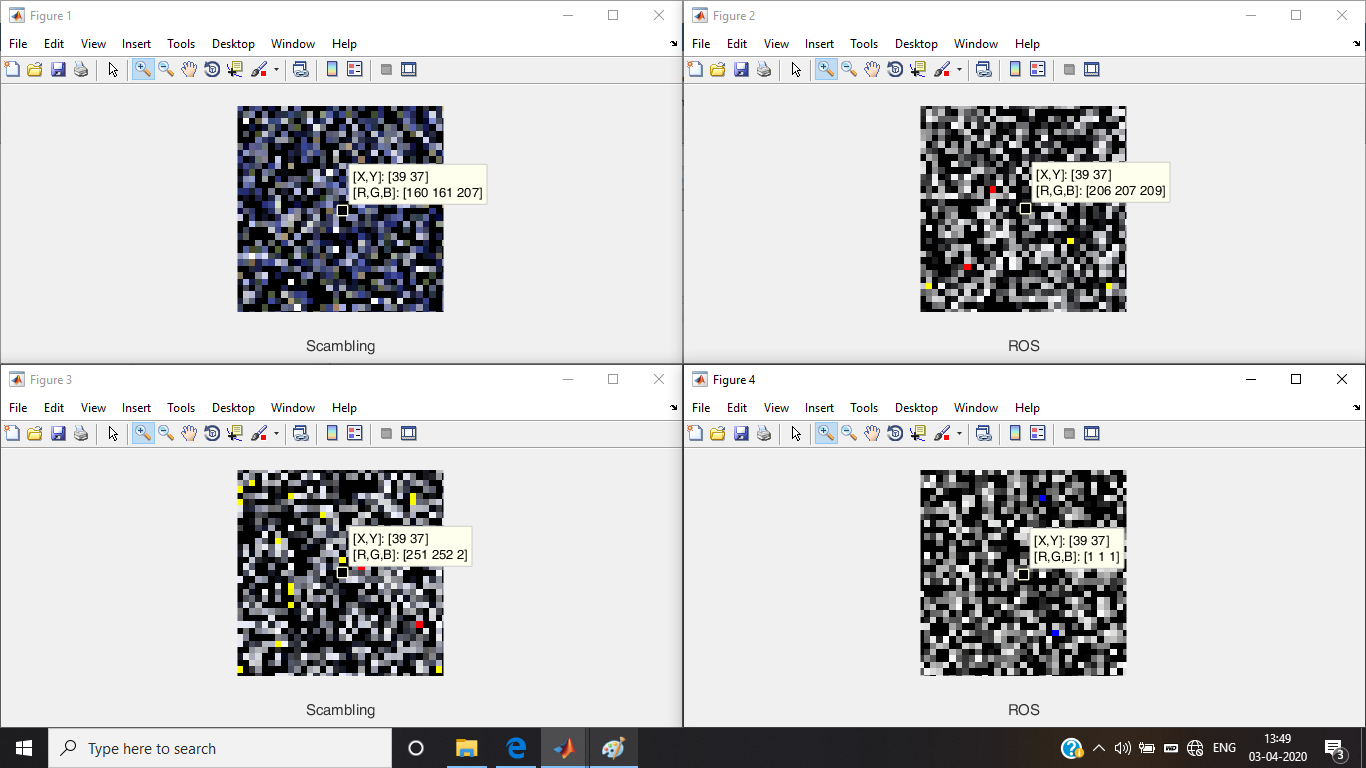 Figure 1
File Edit View Insert Tools Desktop Window Help
[X,Y]: [39 37]
[R,G,B]: [160 161 207]
Scambling
Figure 2
File Edit View Insert Tools Desktop Window Help
[X,Y]: [39 37]
[R,G,B]: [206 207 209]
ROS
Figure 3
File Edit View Insert Tools Desktop Window Help
[X,Y]: [39 37]
[R,G,B]: [251 252 2]
Scambling
Figure 4
File Edit View Insert Tools Desktop Window Help
[X,Y]: [39 37]
[R,G,B]: [1 1 1]
ROS
Type here to search
ENG
13:49
03-04-2020
3